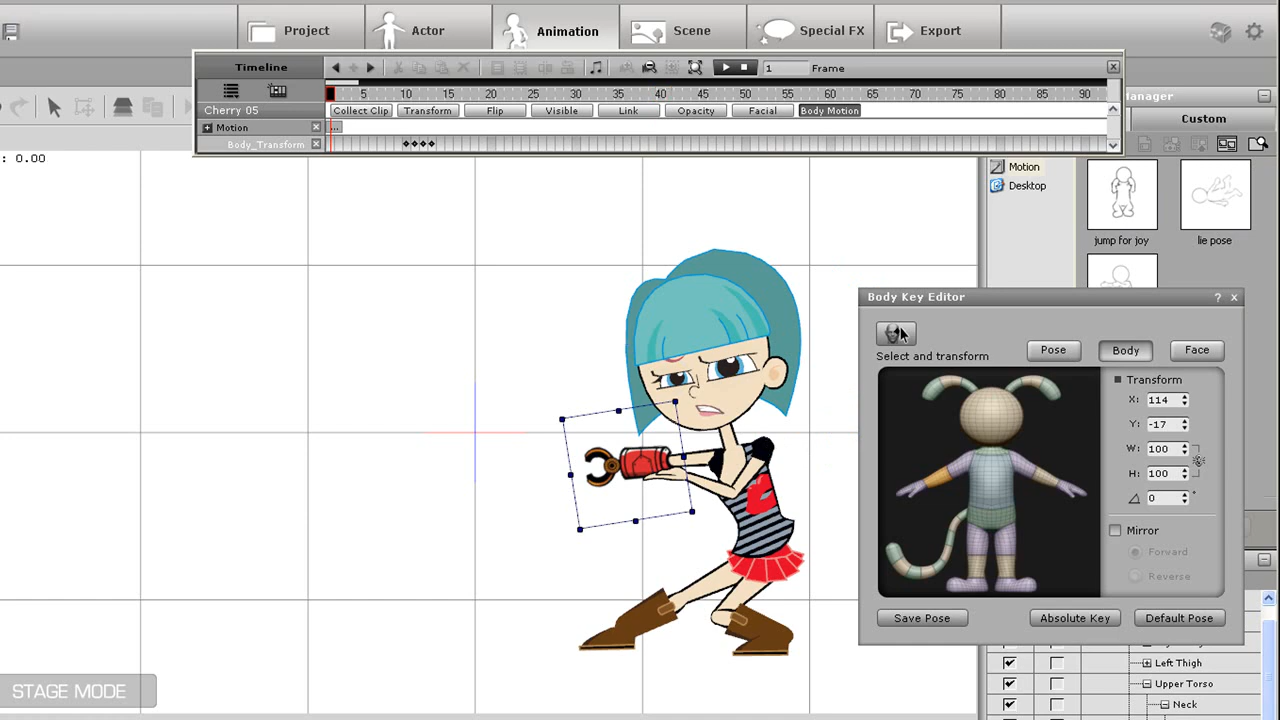 Project Actor Animation Scene Special FX Export
Timeline 1 Frame
5 10 15 20 25 30 35 40 45 50 55 60 65 70 75 80 85 90
Cherry 05 Collect Clip Transform Flip Visible Link Opacity Facial Body Motion
Motion ...
Body_Transform
Custom
: 0.00
Motion
Desktop
jump for joy lie pose
Body Key Editor ? x
Select and transform Pose Body Face
Transform
X: 114
Y: -17
W: 100
H: 100
0 °
Mirror
Forward
Reverse
Save Pose Absolute Key Default Pose
Left Thigh
Upper Torso
Neck
STAGE MODE